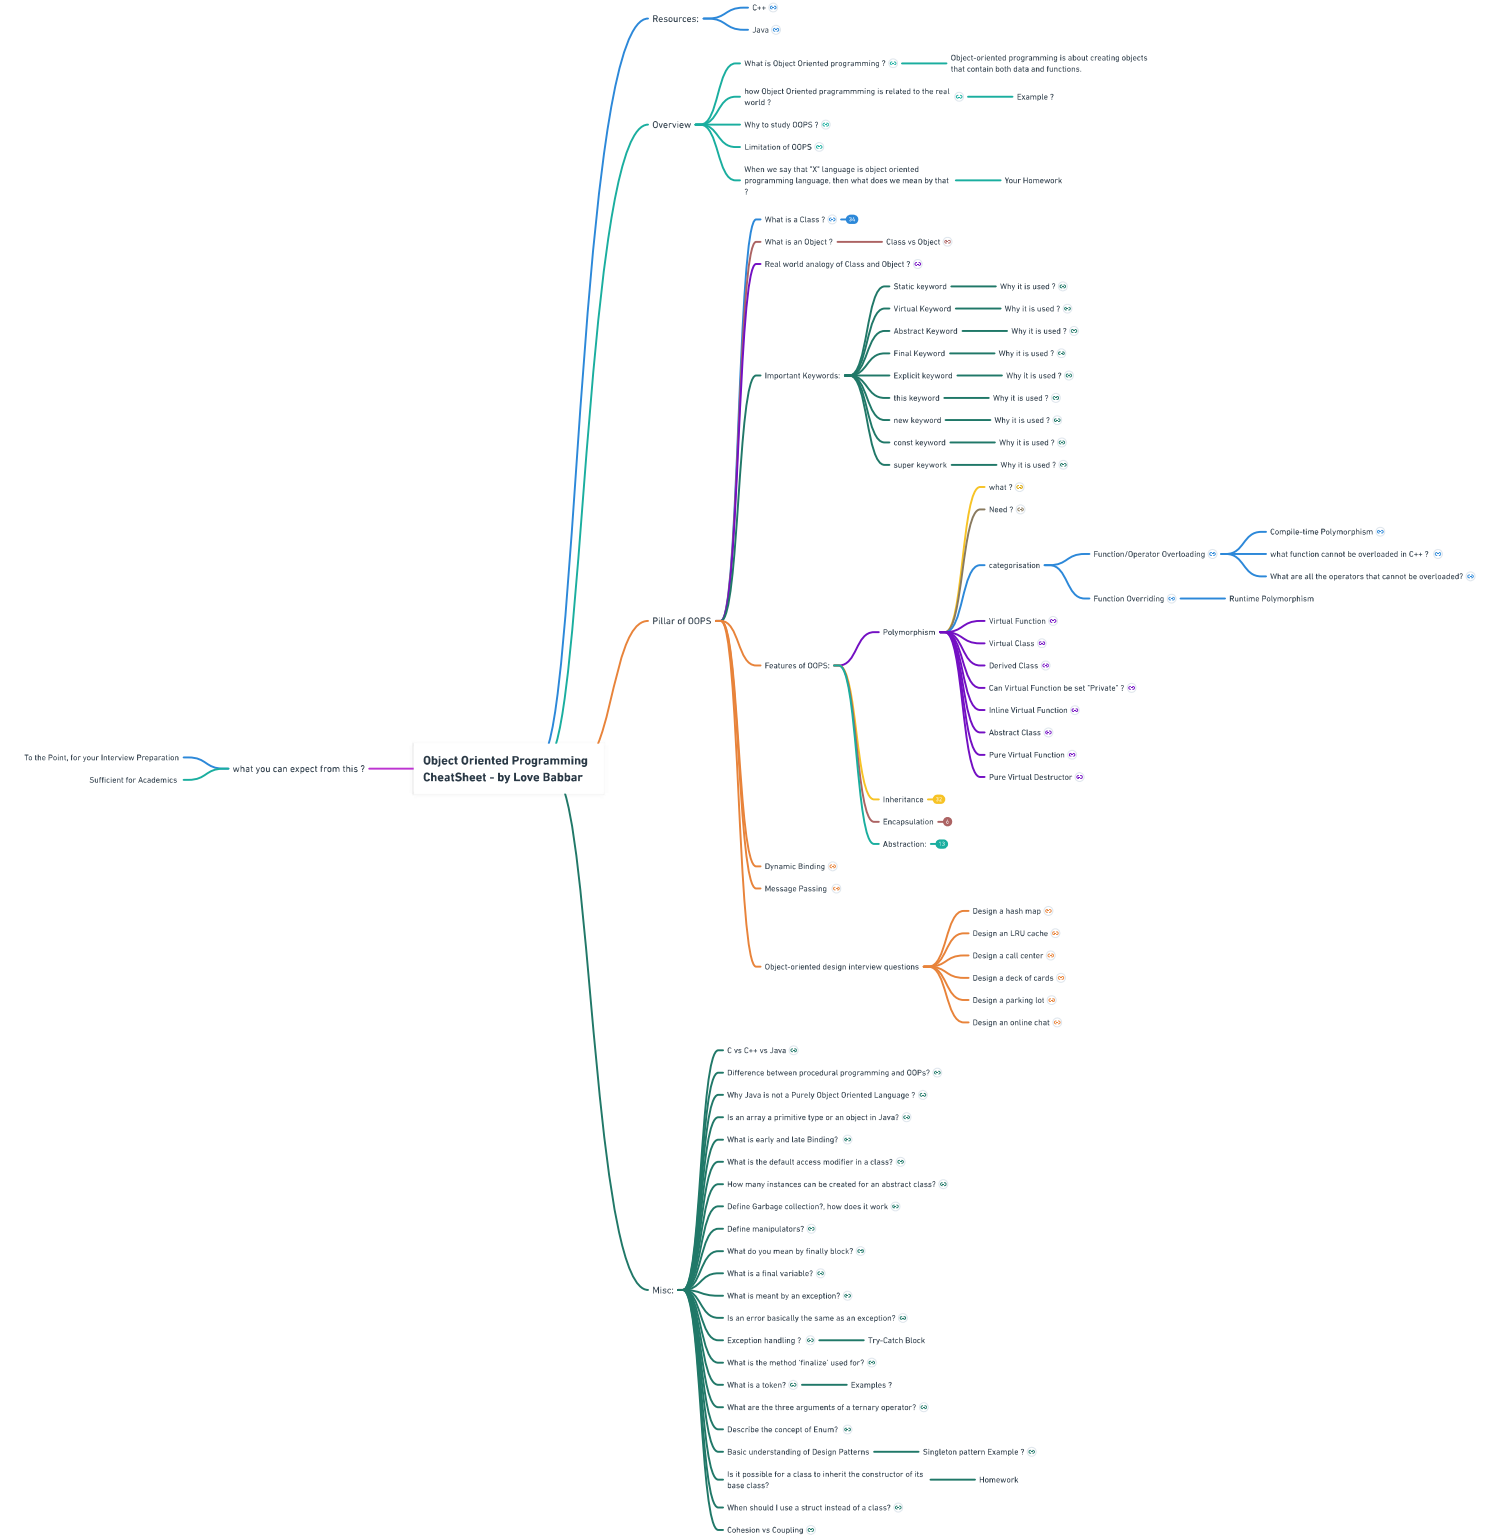 Resources:
C++
Java
Overview
What is Object Oriented programming ?
Object-oriented programming is about creating objects
that contain both data and functions.
how Object Oriented prograrmmming is related to the real
world ?
Example ?
Why to study OOPS ?
Limitation of OOPS
When we say that "X" language is object oriented
programming language, then what does we mean by that
?
Your Homework
Pillar of OOPS
What is a Class ?
What is an Object ?
Class vs Object
Real world analogy of Class and Object ?
Important Keywords:
Static keyword
Why it is used ?
Virtual Keyword
Why it is used ?
Abstract Keyword
Why it is used ?
Final Keyword
Why it is used ?
Explicit keyword
Why it is used ?
this keyword
Why it is used ?
new keyword
Why it is used ?
const keyword
Why it is used ?
super keywork
Why it is used ?
Features of OOPS:
Polymorphism
what ?
Need ?
categorisation
Function/Operator Overloading
Compile-time Polymorphism
what function cannot be overloaded in C++ ?
What are all the operators that cannot be overloaded?
Function Overriding
Runtime Polymorphism
Virtual Function
Virtual Class
Derived Class
Can Virtual Function be set "Private" ?
Inline Virtual Function
Abstract Class
Pure Virtual Function
Pure Virtual Destructor
Inheritance
Encapsulation
Abstraction:
13
Dynamic Binding
Message Passing
Object-oriented design interview questions
Design a hash map
Design an LRU cache
Design a call center
Design a deck of cards
Design a parking lot
Design an online chat
Object Oriented Programming
CheatSheet - by Love Babbar
what you can expect from this ?
To the Point, for your Interview Preparation
Sufficient for Academics
Misc:
C vs C++ vs Java
Difference between procedural programming and OOPs?
Why Java is not a Purely Object Oriented Language ?
Is an array a primitive type or an object in Java?
What is early and late Binding?
What is the default access modifier in a class?
How many instances can be created for an abstract class?
Define Garbage collection?, how does it work
Define manipulators?
What do you mean by finally block?
What is a final variable?
What is meant by an exception?
Is an error basically the same as an exception?
Exception handling ?
Try-Catch Block
What is the method 'finalize' used for?
What is a token?
Examples ?
What are the three arguments of a ternary operator?
Describe the concept of Enum?
Basic understanding of Design Patterns
Singleton pattern Example ?
Is it possible for a class to inherit the constructor of its
base class?
Homework
When should I use a struct instead of a class?
Cohesion vs Coupling